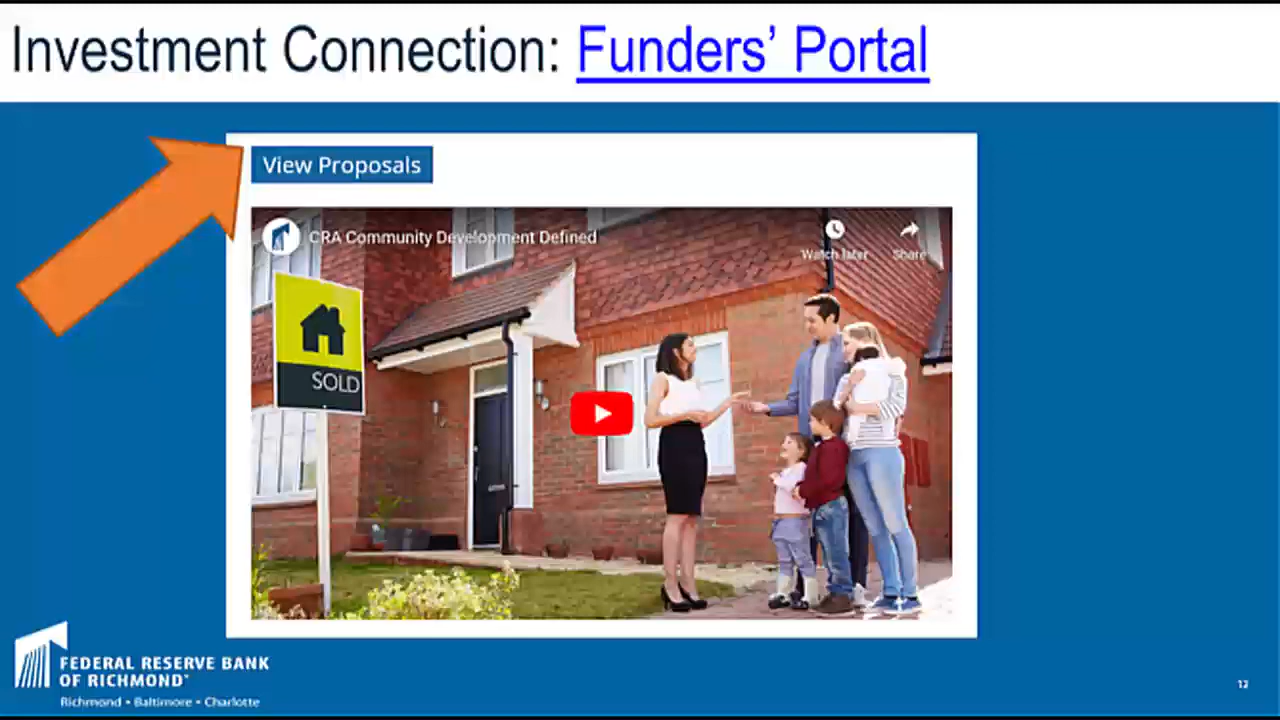 Investment Connection: Funders’ Portal
View Proposals
CRA Community Development Defined
Watch later
Share
SOLD
FEDERAL RESERVE BANK
OF RICHMOND
Richmond • Baltimore • Charlotte
12